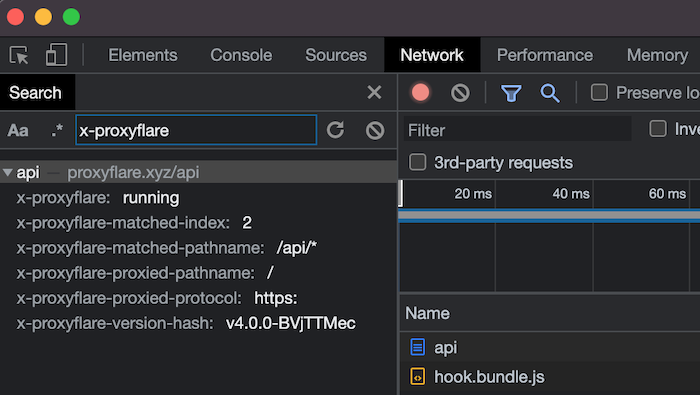 Elements Console Sources Network Performance Memory
Search
Aa .* x-proxyflare
api — proxyflare.xyz/api
x-proxyflare: running
x-proxyflare-matched-index: 2
x-proxyflare-matched-pathname: /api/*
x-proxyflare-proxied-pathname: /
x-proxyflare-proxied-protocol: https:
x-proxyflare-version-hash: v4.0.0-BVjTTMec
Preserve lo
Filter
Inve
3rd-party requests
20 ms 40 ms 60 ms
Name
api
hook.bundle.js